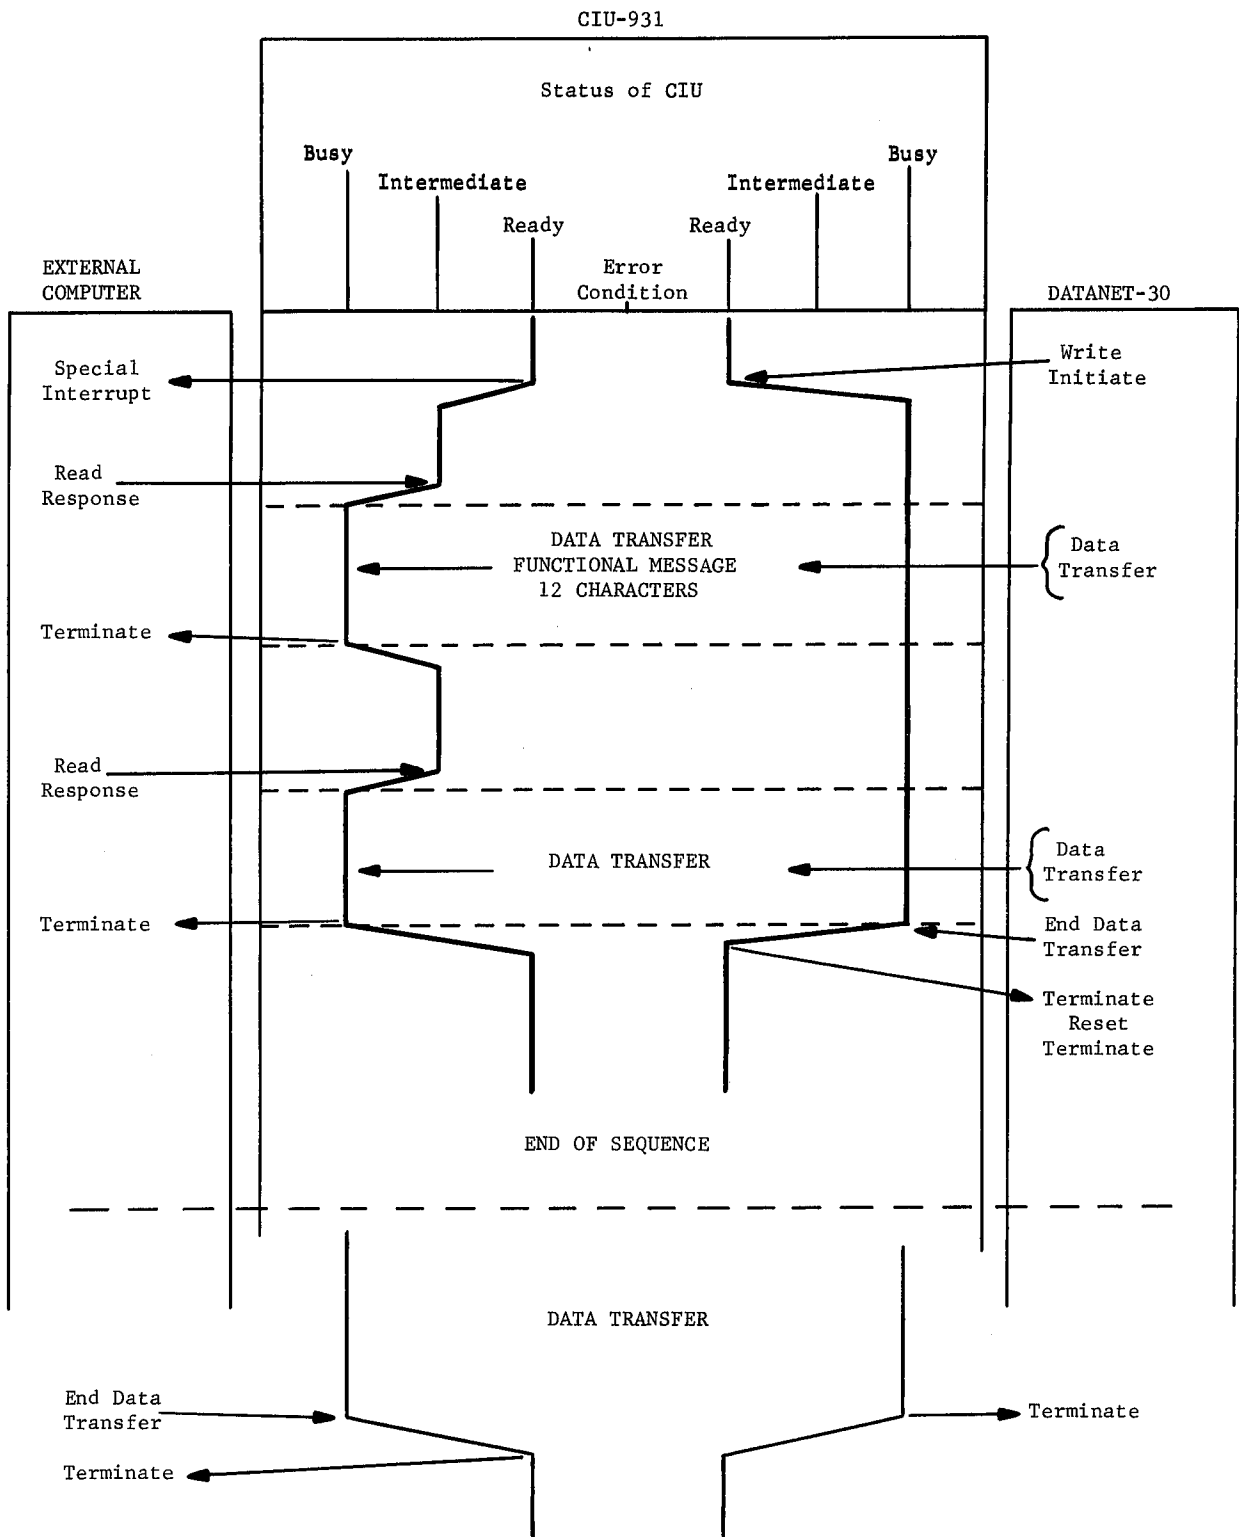 CIU-931
Status of CIU
Busy
Busy
Intermediate
Intermediate
Ready
Ready
EXTERNAL
COMPUTER
Error
Condition
DATANET-30
Special
Interrupt
Write
Initiate
Read
Response
DATA TRANSFER
FUNCTIONAL MESSAGE
12 CHARACTERS
Data
Transfer
Terminate
Read
Response
DATA TRANSFER
Data
Transfer
Terminate
End Data
Transfer
Terminate
Reset
Terminate
END OF SEQUENCE
DATA TRANSFER
End Data
Transfer
Terminate
Terminate